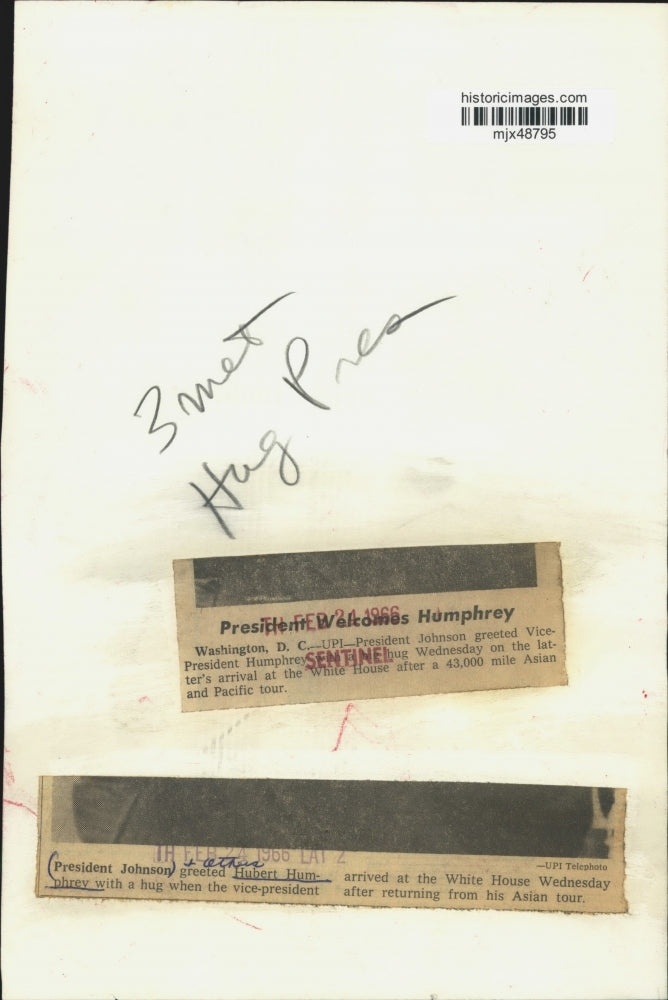 historicimages.com
mjx48795
3 met
Pres
Hug
TH FEB 24 1966
President Welcomes Humphrey
Washington, D. C.—UPI—President Johnson greeted Vice-
President Humphrey hug Wednesday on the lat-
SENTINEL
ter's arrival at the White House after a 43,000 mile Asian
and Pacific tour.
TH FEB 24 1966 LAT 2
+ others
—UPI Telephoto
(President Johnson) greeted Hubert Hum-
phrey with a hug when the vice-president
arrived at the White House Wednesday
after returning from his Asian tour.